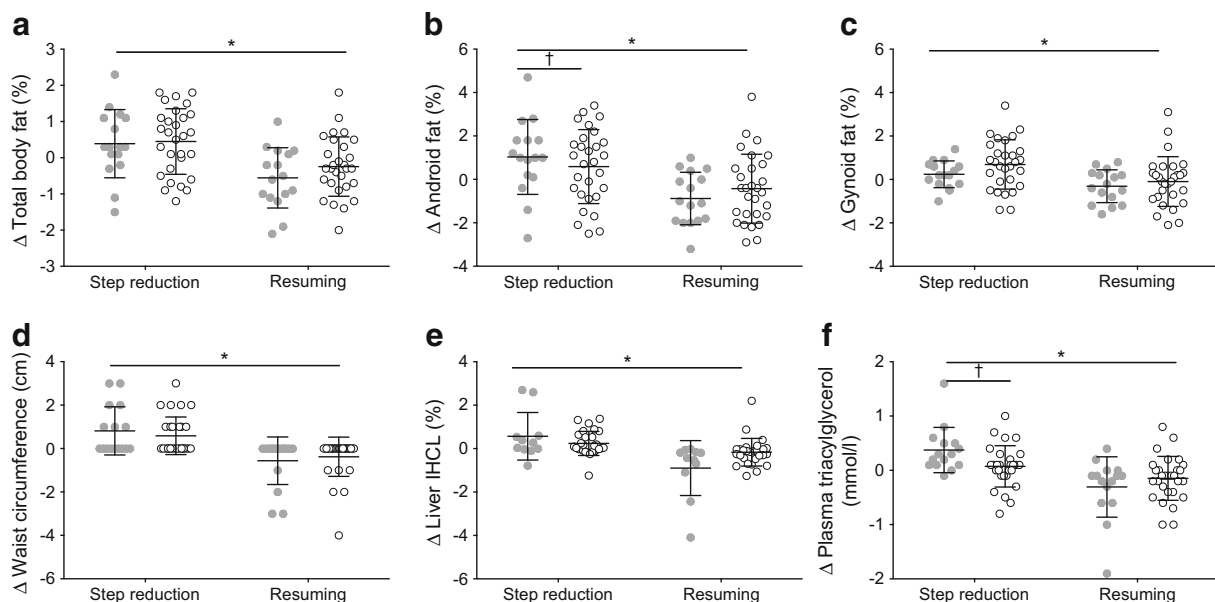 a
Δ Total body fat (%)
3
2
1
0
-1
-2
-3
*
Step reduction
Resuming
b
Δ Android fat (%)
6
4
2
0
-2
-4
*
†
Step reduction
Resuming
c
Δ Gynoid fat (%)
6
4
2
0
-2
-4
*
Step reduction
Resuming
d
Δ Waist circumference (cm)
4
2
0
-2
-4
-6
*
Step reduction
Resuming
e
Δ Liver IHCL (%)
4
2
0
-2
-4
-6
*
Step reduction
Resuming
f
Δ Plasma triacylglycerol
(mmol/l)
2
1
0
-1
-2
*
†
Step reduction
Resuming